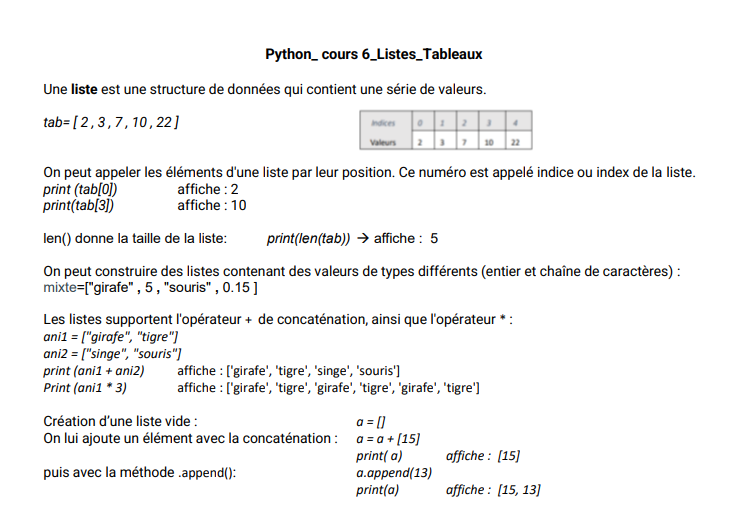 Python_ cours 6_Listes_Tableaux
Une liste est une structure de données qui contient une série de valeurs.
tab= [ 2 , 3 , 7 , 10 , 22 ]
Indices 0 1 2 3 4
Valeurs 2 3 7 10 22
On peut appeler les éléments d'une liste par leur position. Ce numéro est appelé indice ou index de la liste.
print (tab[0]) affiche : 2
print(tab[3]) affiche : 10
len() donne la taille de la liste: print(len(tab)) → affiche : 5
On peut construire des listes contenant des valeurs de types différents (entier et chaîne de caractères) :
mixte=["girafe" , 5 , "souris" , 0.15 ]
Les listes supportent l'opérateur + de concaténation, ainsi que l'opérateur * :
ani1 = ["girafe", "tigre"]
ani2 = ["singe", "souris"]
print (ani1 + ani2) affiche : ['girafe', 'tigre', 'singe', 'souris']
Print (ani1 * 3) affiche : ['girafe', 'tigre', 'girafe', 'tigre', 'girafe', 'tigre']
Création d'une liste vide : a = []
On lui ajoute un élément avec la concaténation : a = a + [15]
print( a) affiche : [15]
puis avec la méthode .append(): a.append(13)
print(a) affiche : [15, 13]